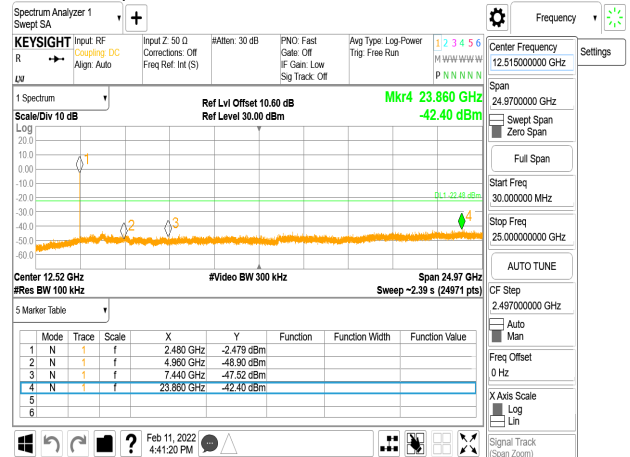 Spectrum Analyzer 1
Swept SA
Frequency
KEYSIGHT Input: RF Input Z: 50 Ω #Atten: 30 dB PNO: Fast Avg Type: Log-Power 1 2 3 4 5 6
R Coupling: DC Corrections: Off Gate: Off Trig: Free Run M W W W W W
Align: Auto Freq Ref: Int (S) IF Gain: Low
Sig Track: Off P N N N N N
Center Frequency
12.515000000 GHz
Settings
1 Spectrum
Ref Lvl Offset 10.60 dB Mkr4 23.860 GHz
Scale/Div 10 dB Ref Level 30.00 dBm -42.40 dBm
Log
20.0
10.0
0.00
-10.0
-20.0
-30.0
-40.0
-50.0
-60.0
1
2
3
4
Center 12.52 GHz #Video BW 300 kHz Span 24.97 GHz
#Res BW 100 kHz Sweep ~2.39 s (24971 pts)
5 Marker Table
Mode Trace Scale X Y Function Function Width Function Value
1 N 1 f 2.480 GHz -2.479 dBm
2 N 1 f 4.960 GHz -48.90 dBm
3 N 1 f 7.440 GHz -47.52 dBm
4 N 1 f 23.860 GHz -42.40 dBm
5
6
Feb 11, 2022
4:41:20 PM
?
Span
24.9700000 GHz
Swept Span
Zero Span
Full Span
Start Freq
30.000000 MHz
Stop Freq
25.000000000 GHz
AUTO TUNE
CF Step
2.497000000 GHz
Auto
Man
Freq Offset
0 Hz
X Axis Scale
Log
Lin
Signal Track
(Span Zoom)